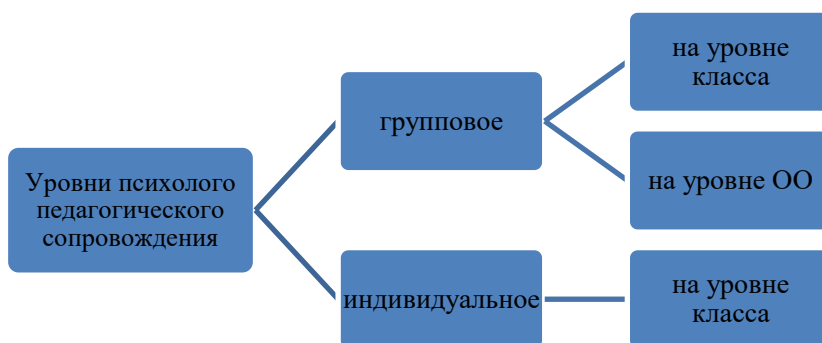 Уровни психолого
педагогического
сопровождения
групповое
на уровне
класса
на уровне ОО
индивидуальное
на уровне
класса